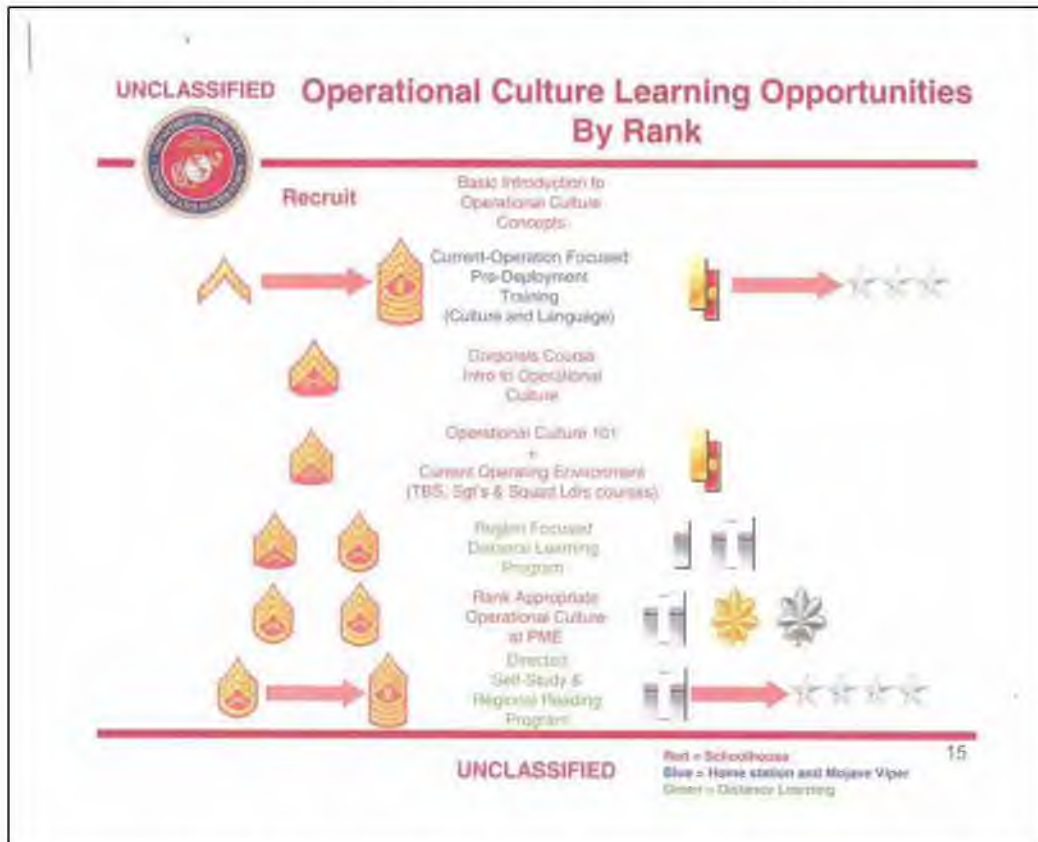 UNCLASSIFIED
Operational Culture Learning Opportunities
By Rank
Recruit
Basic Introduction to
Operational Culture
Concepts
Current-Operation Focused
Pre-Deployment
Training
(Culture and Language)
Corporals Course
Intro to Operational
Culture
Operational Culture 101
+
Current Operating Environment
(TBS, Sgt's & Squad Ldrs courses)
Region Focused
Distance Learning
Program
Rank Appropriate
Operational Culture
at PME
Directed
Self-Study &
Regional Reading
Program
UNCLASSIFIED
Red = Schoolhouse
Blue = Home station and Mojave Viper
Green = Distance Learning
15